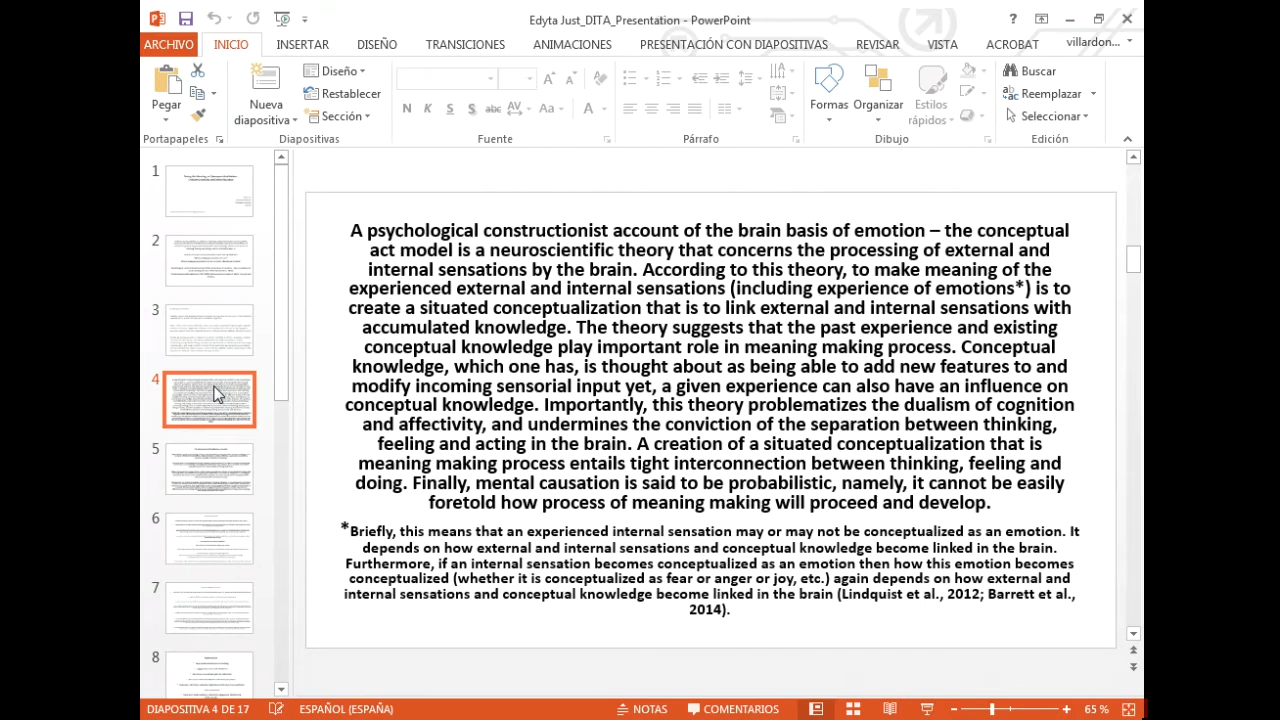 Edyta Just_DITA_Presentation - PowerPoint
?
ARCHIVO INICIO INSERTAR DISEÑO TRANSICIONES ANIMACIONES PRESENTACIÓN CON DIAPOSITIVAS REVISAR VISTA ACROBAT villardon...
Pegar
Nueva diapositiva
Diseño
Restablecer
Sección
N K S S abc AV Aa A
Formas Organizar Estilos rápidos
Buscar
Reemplazar
Seleccionar
Portapapeles Diapositivas Fuente Párrafo Dibujo Edición
1
2
3
4
5
6
7
8
A psychological constructionist account of the brain basis of emotion – the conceptual
act model is a neuroscientific theory that concerns the processing of external and
internal sensations by the brain. According to this theory, to make meaning of the
experienced external and internal sensations (including experience of emotions*) is to
create a situated conceptualization that is to link external and internal sensations with
accumulated knowledge. The theory suggests that the past experience and existing
conceptual knowledge play important role in meaning making process. Conceptual
knowledge, which one has, is thought about as being able to add new features to and
modify incoming external inputs. Cognitive experience can also have an influence on
internal sensations. Importantly, this theory problematizes the dualism of cognition
and affectivity, and undermines the conviction of the separation between thinking,
feeling and acting in the brain. A creation of a situated conceptualization that is
meaning making process implies the interconnection between thinking, feeling and
doing. Finally, mental causation is said to be probabilistic, namely it cannot be easily
foretold how process of meaning making will proceed and develop.
*Briefly this means that an experienced internal sensation may or may not be conceptualized as an emotion. It
depends on how external and internal sensations and conceptual knowledge become linked in the brain.
Furthermore, if an internal sensation becomes conceptualized as an emotion then how this emotion becomes
conceptualized (whether it is conceptualized as fear or anger or joy, etc.) again depends on how external and
internal sensations and conceptual knowledge become linked in the brain (Lindquist et al., 2012; Barrett et al.,
2014).
DIAPOSITIVA 4 DE 17 ESPAÑOL (ESPAÑA) NOTAS COMENTARIOS 65 %